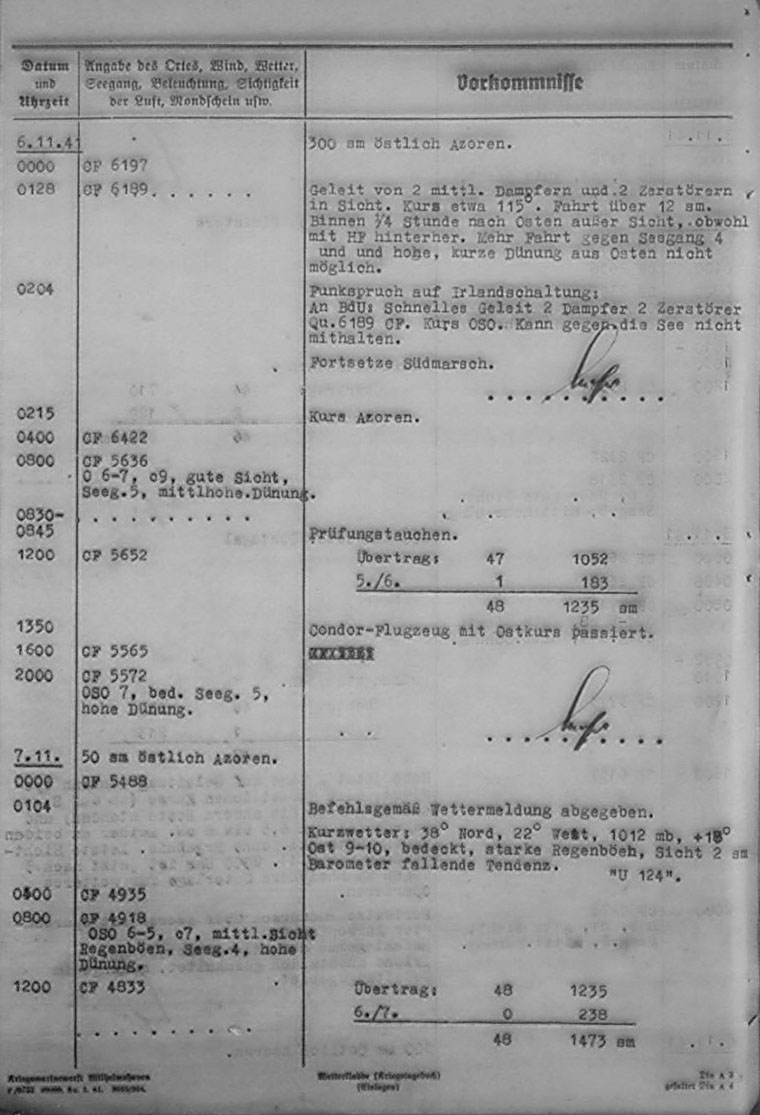 Datum
und
Uhrzeit
Angabe des Ortes, Wind, Wetter,
Seegang, Beleuchtung, Sichtigkeit
der Luft, Mondschein usw.
Vorkommnisse
6.11.41
300 sm östlich Azoren.
0000 CF 6197
0128 CF 6189. . . . . .
Geleit von 2 mittl. Dampfern und 2 Zerstörern
in Sicht. Kurs etwa 115°. Fahrt über 12 sm.
Binnen ¾ Stunde nach Osten außer Sicht, obwohl
mit HF hinterher. Mehr Fahrt gegen Seegang 4
und und hohe, kurze Dünung aus Osten nicht
möglich.
0204
Funkspruch auf Irlandschaltung:
An BdU: Schnelles Geleit 2 Dampfer 2 Zerstörer
Qu.6189 CF. Kurs OSO. Kann gegen die See nicht
mithalten.
Fortsetze Südmarsch.
. . . . . . . . . .
0215 Kurs Azoren.
0400 CF 6422
0800 CF 5636
O 6-7, c9, gute Sicht,
Seeg.5, mittlhohe.Dünung.
0830- . . . . . . . . . .
0845 Prüfungstauchen.
1200 CF 5652 Übertrag: 47 1052
5./6. 1 183
48 1235 sm
1350 Condor-Flugzeug mit Ostkurs passiert.
1600 CF 5565
2000 CF 5572
OSO 7, bed. Seeg. 5,
hohe Dünung.
. . . . . . . . . .
7.11. 50 sm östlich Azoren.
0000 CF 5488
0104 Befehlsgemäß Wettermeldung abgegeben.
Kurzwetter: 38° Nord, 22° West, 1012 mb, +18°
Ost 9-10, bedeckt, starke Regenböen, Sicht 2 sm
Barometer fallende Tendenz.
"U 124".
0400 CF 4935
0800 CF 4918
OSO 6-5, c7, mittl.Sicht
Regenböen, Seeg.4, hohe
Dünung.
1200 CF 4833 Übertrag: 48 1235
6./7. 0 238
48 1473 sm
. . . . . . . . . .
Kriegsmarinewerft Wilhelmshaven
Wetterkladde (Kriegstagebuch)
(Einlagen)
Din A 3
gefaltet Din A 4